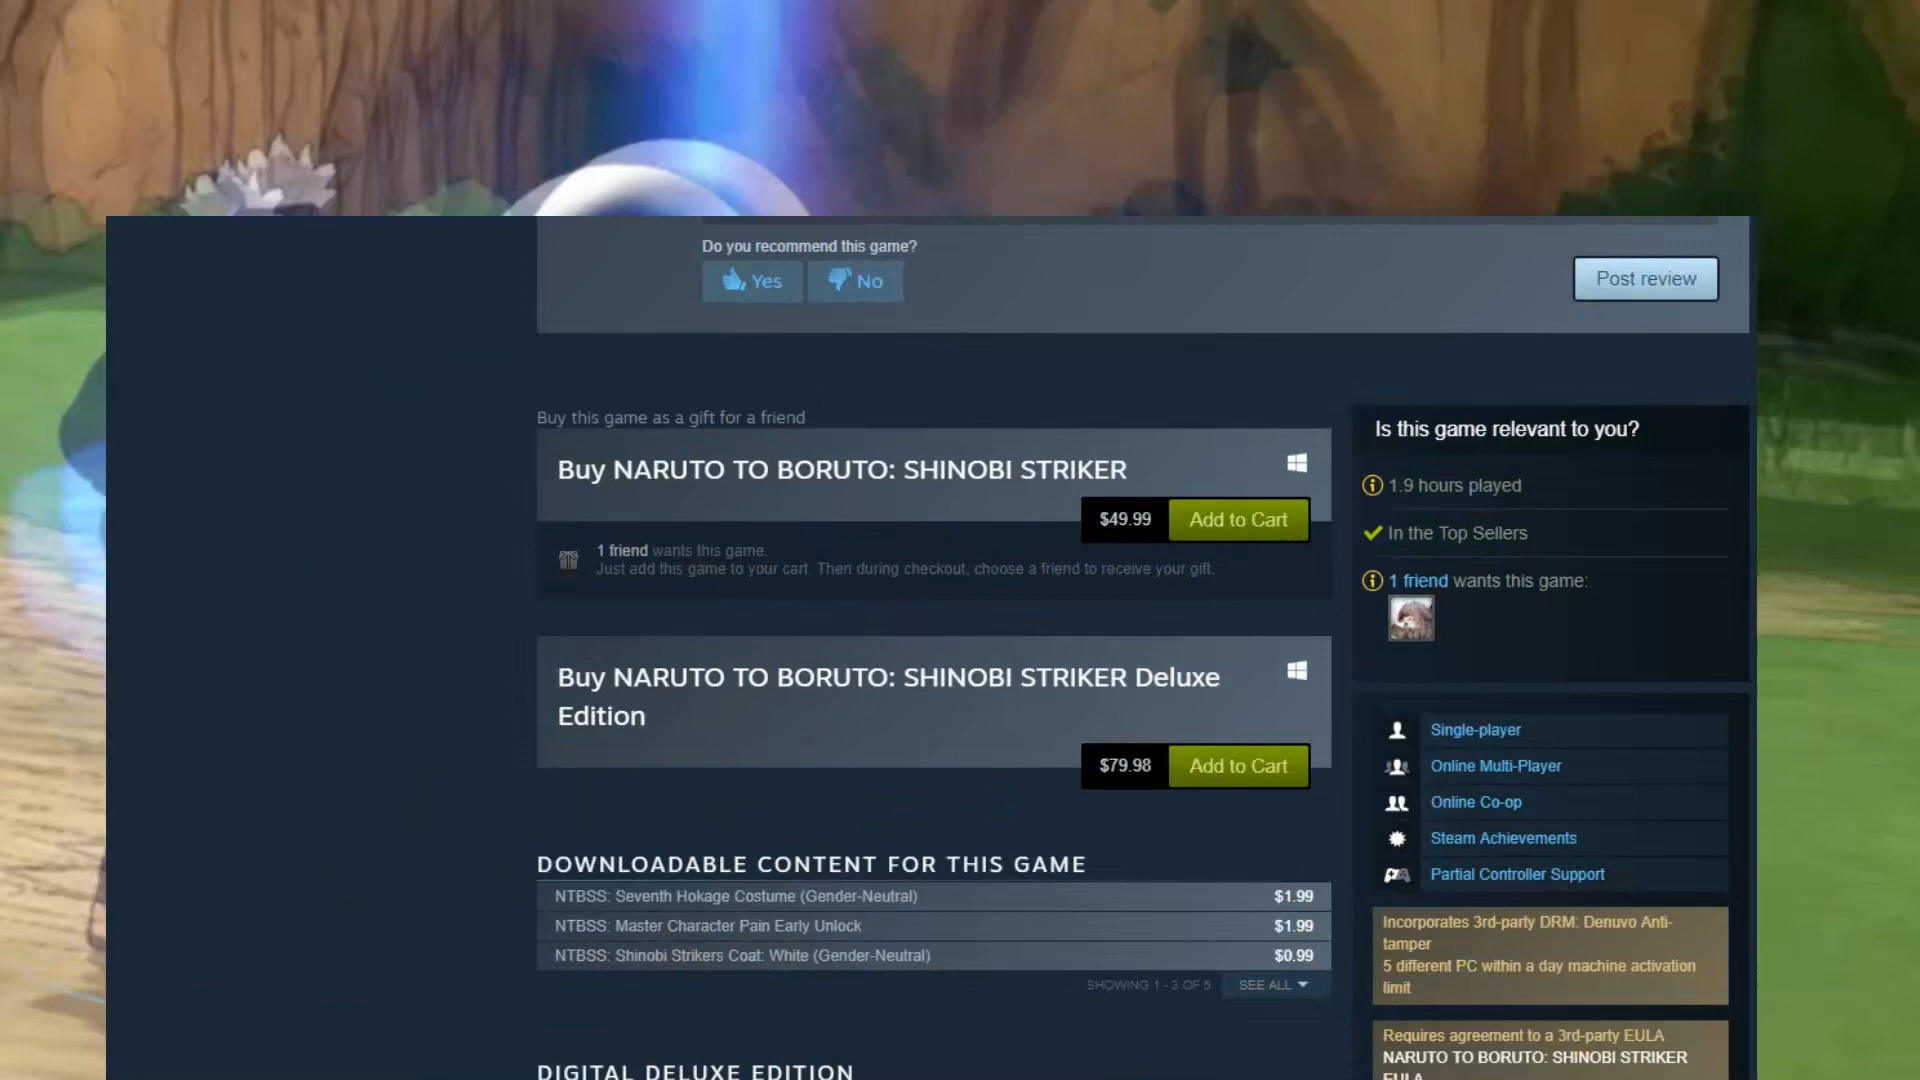 Do you recommend this game?
Yes No
Post review
Buy this game as a gift for a friend
Buy NARUTO TO BORUTO: SHINOBI STRIKER
$49.99 Add to Cart
1 friend wants this game.
Just add this game to your cart. Then during checkout, choose a friend to receive your gift.
Buy NARUTO TO BORUTO: SHINOBI STRIKER Deluxe
Edition
$79.98 Add to Cart
DOWNLOADABLE CONTENT FOR THIS GAME
NTBSS: Seventh Hokage Costume (Gender-Neutral) $1.99
NTBSS: Master Character Pain Early Unlock $1.99
NTBSS: Shinobi Strikers Coat: White (Gender-Neutral) $0.99
SHOWING 1 - 3 OF 5 SEE ALL
DIGITAL DELUXE EDITION
Is this game relevant to you?
1.9 hours played
In the Top Sellers
1 friend wants this game:
Single-player
Online Multi-Player
Online Co-op
Steam Achievements
Partial Controller Support
Incorporates 3rd-party DRM: Denuvo Anti-
tamper
5 different PC within a day machine activation
limit
Requires agreement to a 3rd-party EULA
NARUTO TO BORUTO: SHINOBI STRIKER
EULA